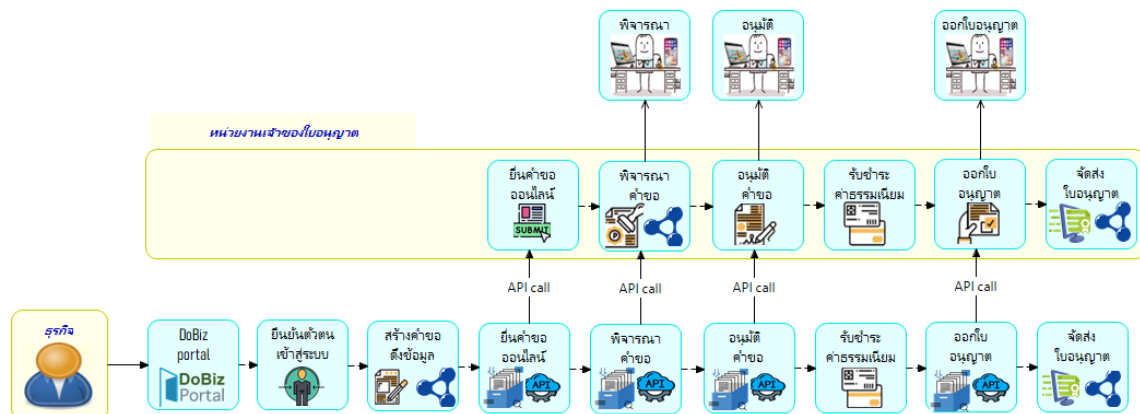 พิจารณา
อนุมัติ
ออกใบอนุญาต
หน่วยงานเจ้าของใบอนุญาต
ยื่นคำขอ
ออนไลน์
SUBMIT
พิจารณา
คำขอ
P
อนุมัติ
คำขอ
รับชำระ
ค่าธรรมเนียม
ออกใบ
อนุญาต
จัดส่ง
ใบอนุญาต
API call
API call
API call
API call
ธุรกิจ
DoBiz
portal
DoBiz
Portal
ยืนยันตัวตน
เข้าสู่ระบบ
สร้างคำขอ
ดึงข้อมูล
ยื่นคำขอ
ออนไลน์
API
พิจารณา
คำขอ
API
อนุมัติ
คำขอ
API
รับชำระ
ค่าธรรมเนียม
ออกใบ
อนุญาต
API
จัดส่ง
ใบอนุญาต